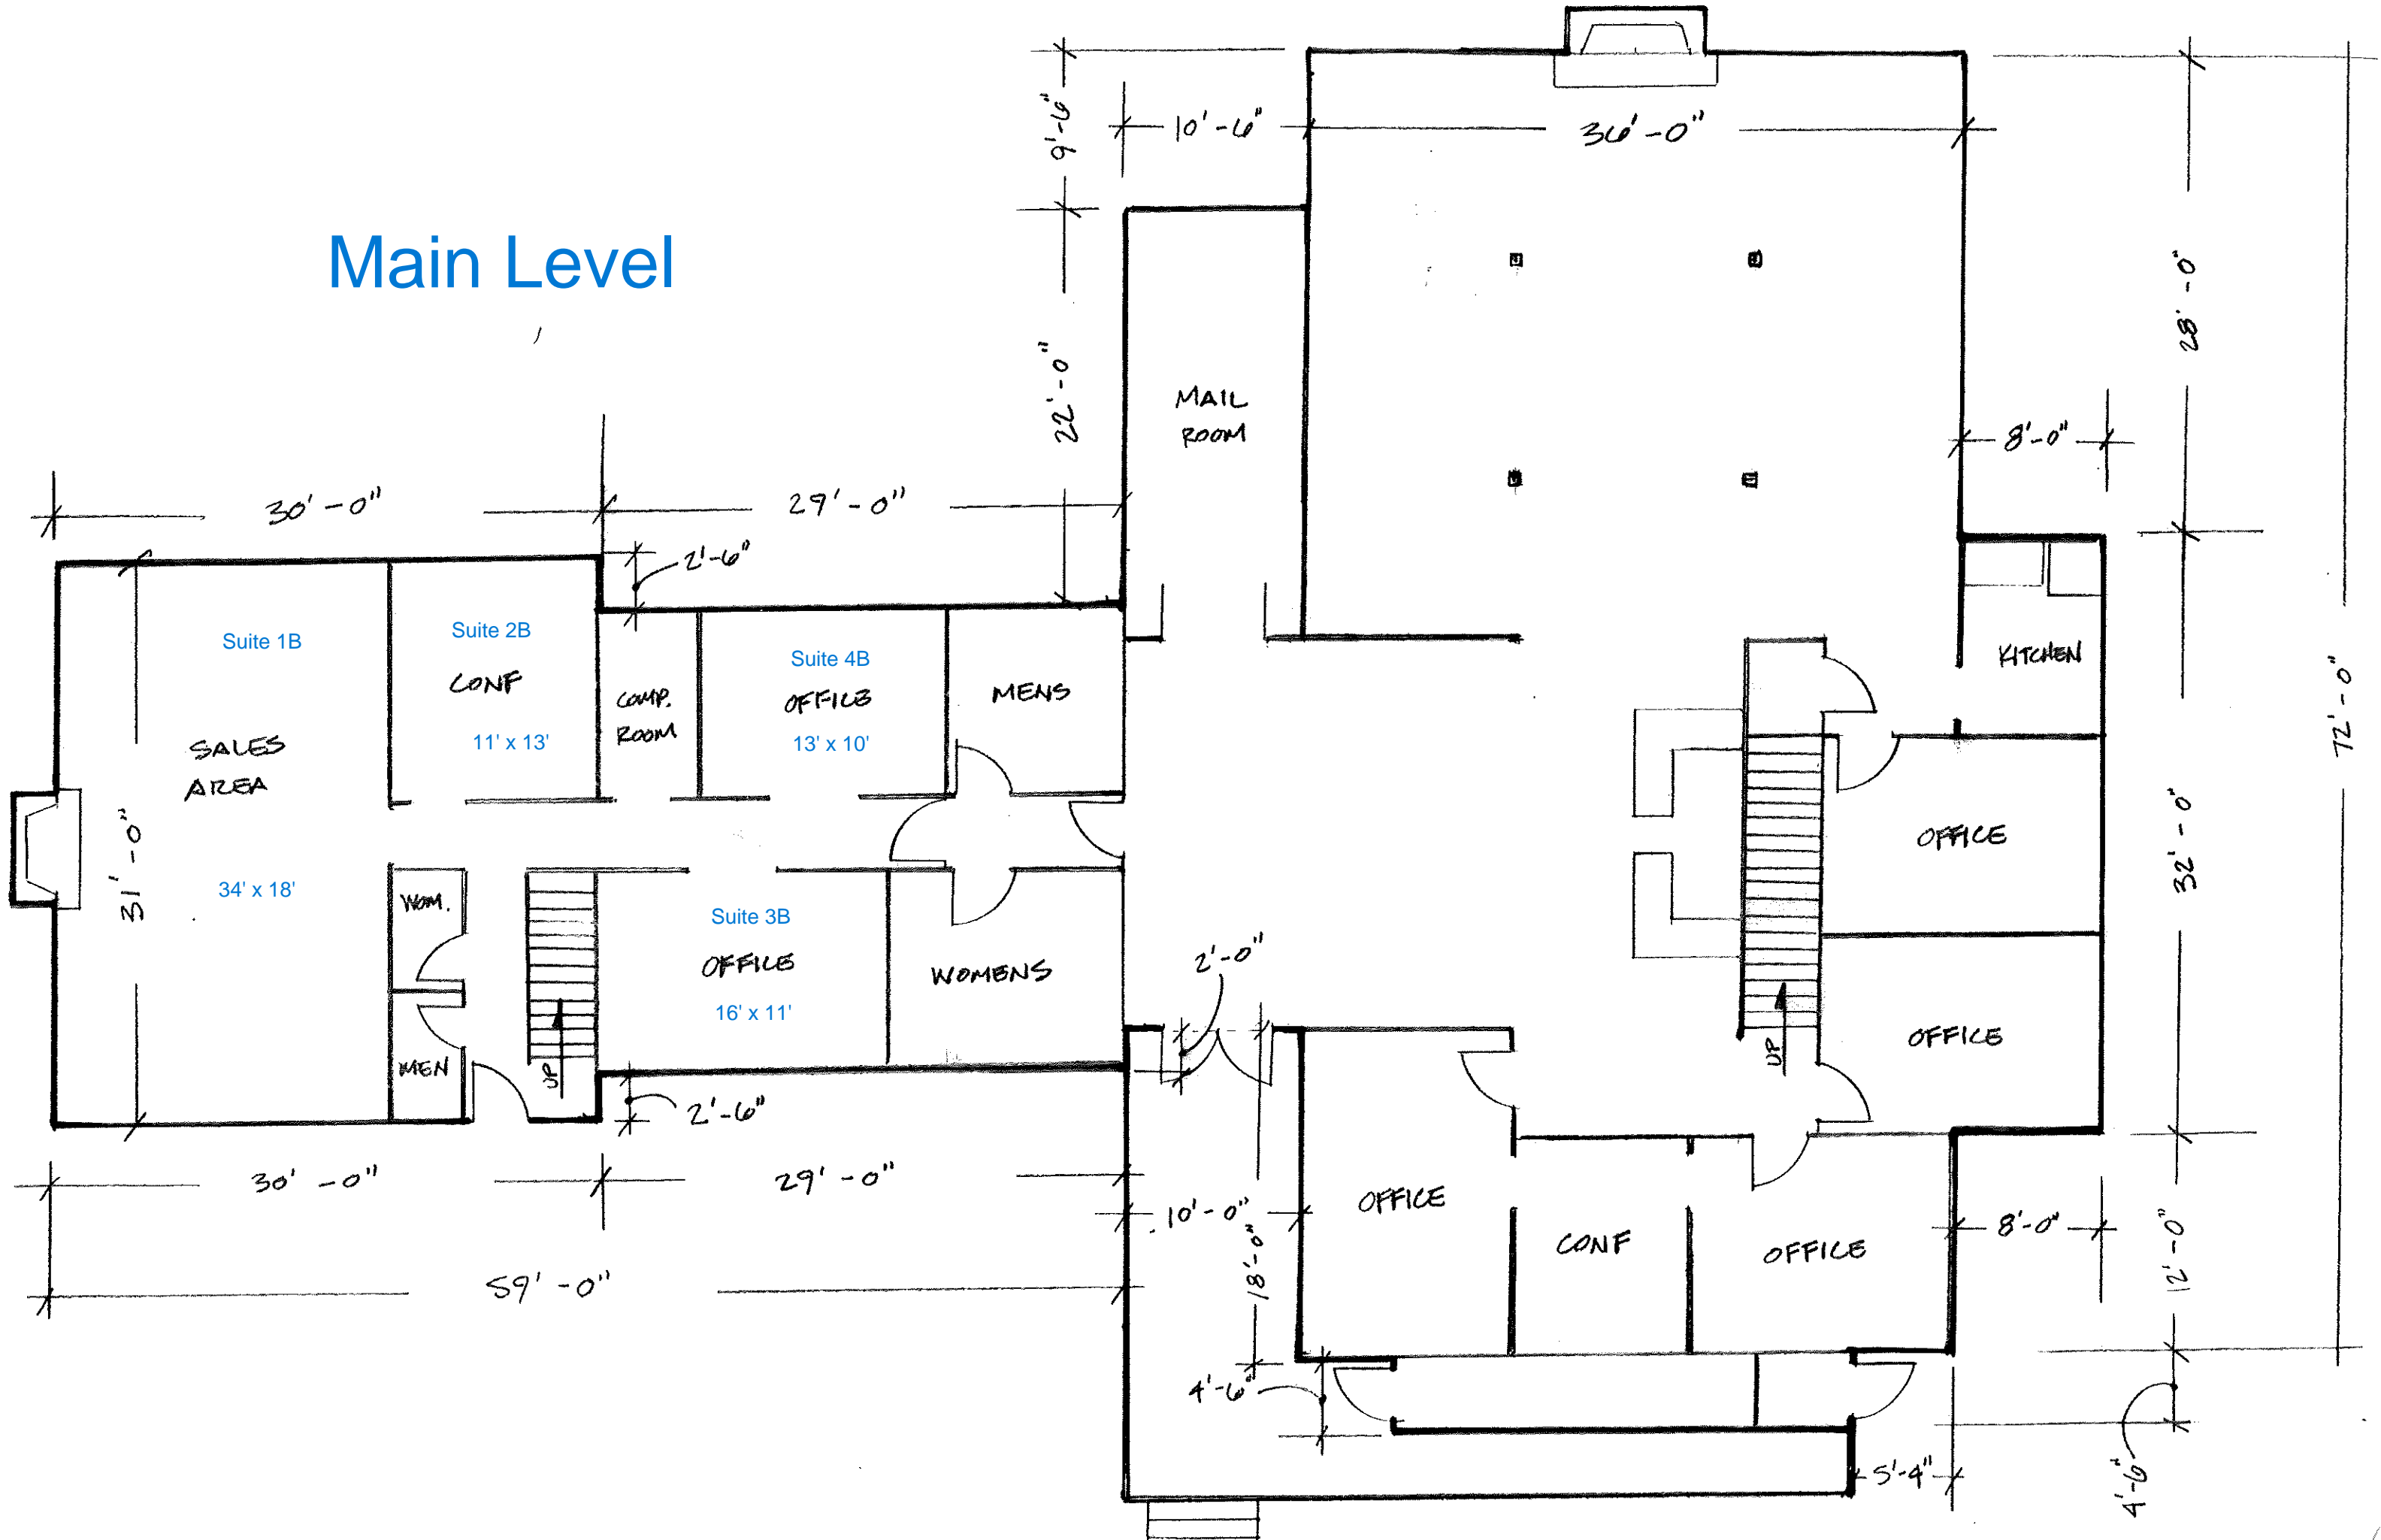 9'-6"
10'-6"
36'-0"
Main Level
28'-0"
22'-0"
MAIL
ROOM
8'-0"
30'-0"
29'-0"
2'-6"
Suite 1B
Suite 2B
CONF
11' x 13'
COMP.
ROOM
Suite 4B
OFFICE
13' x 10'
MENS
KITCHEN
72'-0"
SALES
AREA
31'-0"
34' x 18'
WOM.
MEN
UP
Suite 3B
OFFICE
16' x 11'
WOMENS
2'-0"
OFFICE
32'-0"
OFFICE
UP
2'-6"
30'-0"
29'-0"
10'-0"
18'-0"
OFFICE
CONF
OFFICE
8'-0"
12'-0"
59'-0"
4'-6"
5'-4"
4'-6"